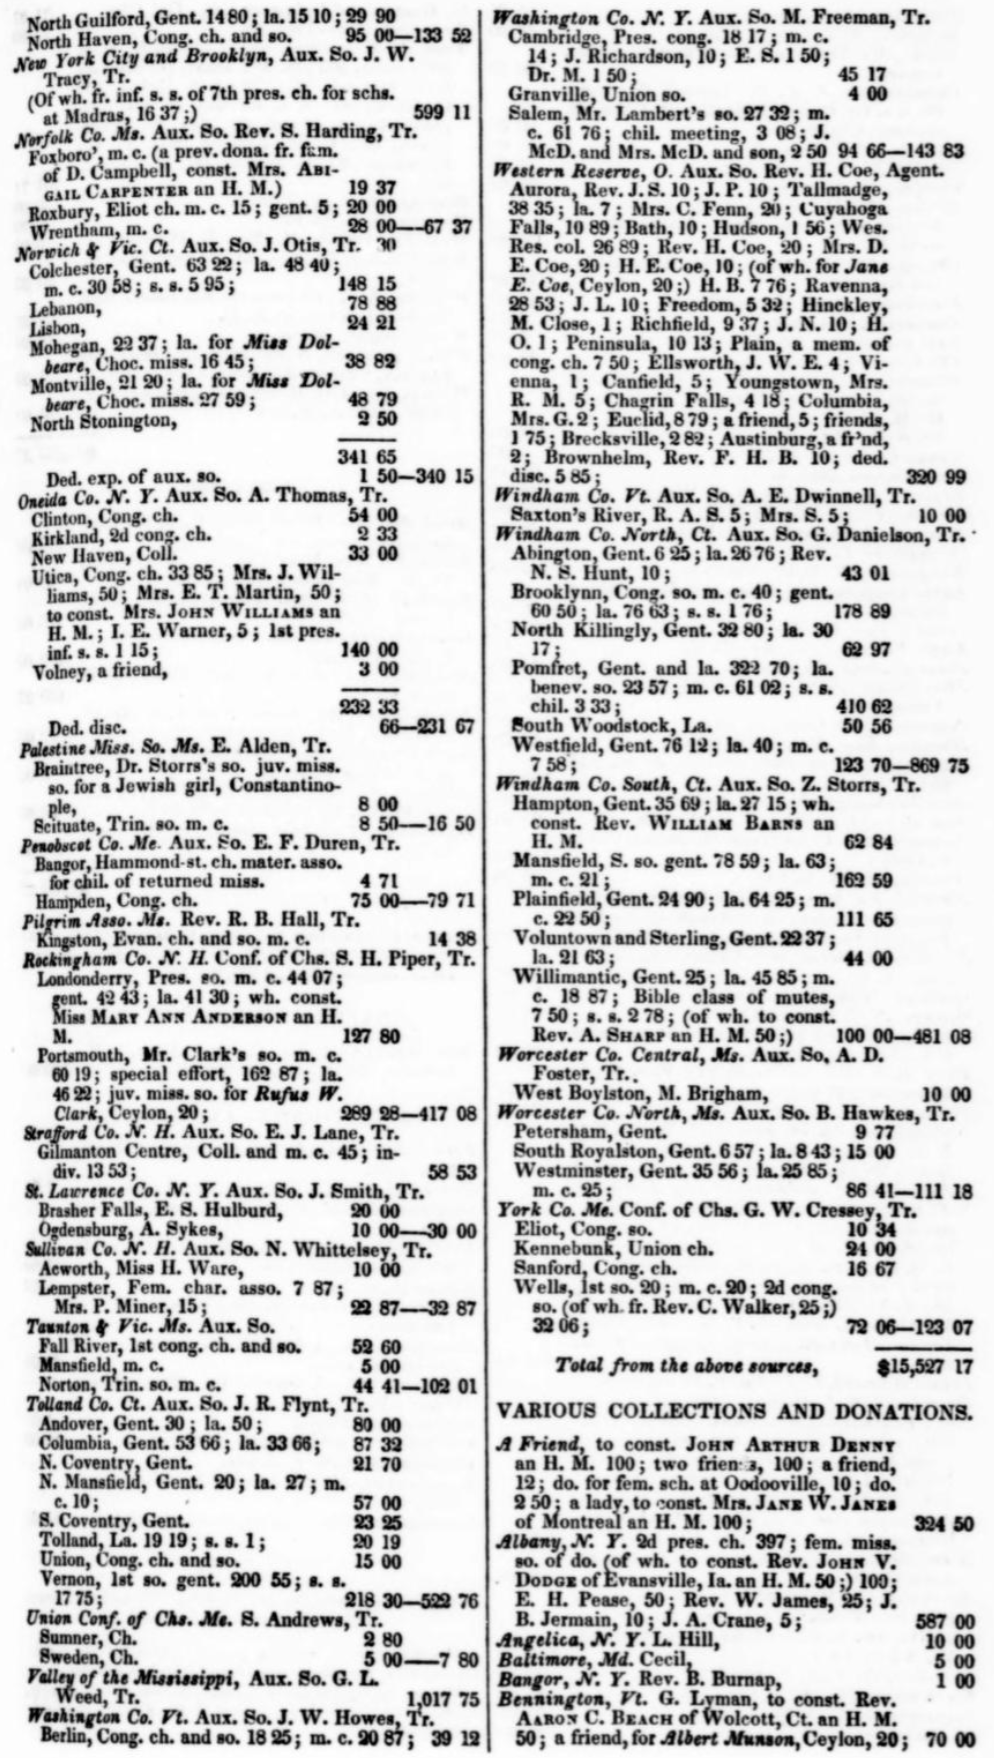 North Guilford, Gent. 14 80; la. 15 10; 29 90
North Haven, Cong. ch. and so. 95 00—133 52
New York City and Brooklyn, Aux. So. J. W.
Tracy, Tr.
(Of wh. fr. inf. s. s. of 7th pres. ch. for schs.
at Madras, 16 37;) 599 11
Norfolk Co. Ms. Aux. So. Rev. S. Harding, Tr.
Foxboro', m. c. (a prev. dona. fr. fam.
of D. Campbell, const. Mrs. ABI-
GAIL CARPENTER an H. M.) 19 37
Roxbury, Eliot ch. m. c. 15; gent. 5; 20 00
Wrentham, m. c. 28 00—67 37
Norwich & Vic. Ct. Aux. So. J. Otis, Tr. 30
Colchester, Gent. 63 22; la. 48 40;
m. c. 30 58; s. s. 5 95; 148 15
Lebanon, 78 88
Lisbon, 24 21
Mohegan, 22 37; la. for Miss Dol-
beare, Choc. miss. 16 45; 38 82
Montville, 21 20; la. for Miss Dol-
beare, Choc. miss. 27 59; 48 79
North Stonington, 2 50
341 65
Ded. exp. of aux. so. 1 50—340 15
Oneida Co. N. Y. Aux. So. A. Thomas, Tr.
Clinton, Cong. ch. 54 00
Kirkland, 2d cong. ch. 2 33
New Haven, Coll. 33 00
Utica, Cong. ch. 33 85; Mrs. J. Wil-
liams, 50; Mrs. E. T. Martin, 50;
to const. Mrs. JOHN WILLIAMS an
H. M.; I. E. Warner, 5; 1st pres.
inf. s. s. 1 15; 140 00
Volney, a friend, 3 00
232 33
Ded. disc. 66—231 67
Palestine Miss. So. Ms. E. Alden, Tr.
Braintree, Dr. Storrs's so. juv. miss.
so. for a Jewish girl, Constantino-
ple, 8 00
Scituate, Trin. so. m. c. 8 50—16 50
Penobscot Co. Me. Aux. So. E. F. Duren, Tr.
Bangor, Hammond-st. ch. mater. asso.
for chil. of returned miss. 4 71
Hampden, Cong. ch. 75 00—79 71
Pilgrim Asso. Ms. Rev. R. B. Hall, Tr.
Kingston, Evan. ch. and so. m. c. 14 38
Rockingham Co. N. H. Conf. of Chs. S. H. Piper, Tr.
Londonderry, Pres. so. m. c. 44 07;
gent. 42 43; la. 41 30; wh. const.
Miss MARY ANN ANDERSON an H.
M. 127 80
Portsmouth, Mr. Clark's so. m. c.
60 19; special effort, 162 87; la.
46 22; juv. miss. so. for Rufus W.
Clark, Ceylon, 20; 289 28—417 08
Strafford Co. N. H. Aux. So. E. J. Lane, Tr.
Gilmanton Centre, Coll. and m. c. 45; in-
div. 13 53; 58 53
St. Lawrence Co. N. Y. Aux. So. J. Smith, Tr.
Brasher Falls, E. S. Hulburd, 20 00
Ogdensburg, A. Sykes, 10 00—30 00
Sullivan Co. N. H. Aux. So. N. Whittelsey, Tr.
Acworth, Miss H. Ware, 10 00
Lempster, Fem. char. asso. 7 87;
Mrs. P. Miner, 15; 22 87—32 87
Taunton & Vic. Ms. Aux. So.
Fall River, 1st cong. ch. and so. 52 60
Mansfield, m. c. 5 00
Norton, Trin. so. m. c. 44 41—102 01
Tolland Co. Ct. Aux. So. J. R. Flynt, Tr.
Andover, Gent. 30; la. 50; 80 00
Columbia, Gent. 53 66; la. 33 66; 87 32
N. Coventry, Gent. 21 70
N. Mansfield, Gent. 20; la. 27; m.
c. 10; 57 00
S. Coventry, Gent. 23 25
Tolland, La. 19 19; s. s. 1; 20 19
Union, Cong. ch. and so. 15 00
Vernon, 1st so. gent. 200 55; s. s.
17 75; 218 30—522 76
Union Conf. of Chs. Me. S. Andrews, Tr.
Sumner, Ch. 2 80
Sweden, Ch. 5 00—7 80
Valley of the Mississippi, Aux. So. G. L.
Weed, Tr. 1,017 75
Washington Co. Vt. Aux. So. J. W. Howes, Tr.
Berlin, Cong. ch. and so. 18 25; m. c. 20 87; 39 12
Washington Co. N. Y. Aux. So. M. Freeman, Tr.
Cambridge, Pres. cong. 18 17; m. c.
14; J. Richardson, 10; E. S. 1 50;
Dr. M. 1 50; 45 17
Granville, Union so. 4 00
Salem, Mr. Lambert's so. 27 32; m.
c. 61 76; chil. meeting, 3 08; J.
McD. and Mrs. McD. and son, 2 50 94 66—143 83
Western Reserve, O. Aux. So. Rev. H. Coe, Agent.
Aurora, Rev. J. S. 10; J. P. 10; Tallmadge,
38 35; la. 7; Mrs. C. Fenn, 20; Cuyahoga
Falls, 10 89; Bath, 10; Hudson, 1 56; Wes.
Res. col. 26 89; Rev. H. Coe, 20; Mrs. D.
E. Coe, 20; H. E. Coe, 10; (of wh. for Jane
E. Coe, Ceylon, 20;) H. B. 7 76; Ravenna,
28 53; J. L. 10; Freedom, 5 32; Hinckley,
M. Close, 1; Richfield, 9 37; J. N. 10; H.
O. 1; Peninsula, 10 13; Plain, a mem. of
cong. ch. 7 50; Ellsworth, J. W. E. 4; Vi-
enna, 1; Canfield, 5; Youngstown, Mrs.
R. M. 5; Chagrin Falls, 4 18; Columbia,
Mrs. G. 2; Euclid, 8 79; a friend, 5; friends,
1 75; Brecksville, 2 82; Austinburg, a fr'nd,
2; Brownhelm, Rev. F. H. B. 10; ded.
disc. 5 85; 320 99
Windham Co. Vt. Aux. So. A. E. Dwinnell, Tr.
Saxton's River, R. A. S. 5; Mrs. S. 5; 10 00
Windham Co. North, Ct. Aux. So. G. Danielson, Tr.
Abington, Gent. 6 25; la. 26 76; Rev.
N. S. Hunt, 10; 43 01
Brooklynn, Cong. so. m. c. 40; gent.
60 50; la. 76 63; s. s. 1 76; 178 89
North Killingly, Gent. 32 80; la. 30
17; 62 97
Pomfret, Gent. and la. 322 70; la.
benev. so. 23 57; m. c. 61 02; s. s.
chil. 3 33; 410 62
South Woodstock, La. 50 56
Westfield, Gent. 76 12; la. 40; m. c.
7 58; 123 70—869 75
Windham Co. South, Ct. Aux. So. Z. Storrs, Tr.
Hampton, Gent. 35 69; la. 27 15; wh.
const. Rev. WILLIAM BARNS an
H. M. 62 84
Mansfield, S. so. gent. 78 59; la. 63;
m. c. 21; 162 59
Plainfield, Gent. 24 90; la. 64 25; m.
c. 22 50; 111 65
Voluntown and Sterling, Gent. 22 37;
la. 21 63; 44 00
Willimantic, Gent. 25; la. 45 85; m.
c. 18 87; Bible class of mutes,
7 50; s. s. 2 78; (of wh. to const.
Rev. A. SHARP an H. M. 50;) 100 00—481 08
Worcester Co. Central, Ms. Aux. So, A. D.
Foster, Tr..
West Boylston, M. Brigham, 10 00
Worcester Co. North, Ms. Aux. So. B. Hawkes, Tr.
Petersham, Gent. 9 77
South Royalston, Gent. 6 57; la. 8 43; 15 00
Westminster, Gent. 35 56; la. 25 85;
m. c. 25; 86 41—111 18
York Co. Me. Conf. of Chs. G. W. Cressey, Tr.
Eliot, Cong. so. 10 34
Kennebunk, Union ch. 24 00
Sanford, Cong. ch. 16 67
Wells, 1st so. 20; m. c. 20; 2d cong.
so. (of wh. fr. Rev. C. Walker, 25;)
32 06; 72 06—123 07
Total from the above sources, $15,527 17
VARIOUS COLLECTIONS AND DONATIONS.
A Friend, to const. JOHN ARTHUR DENNY
an H. M. 100; two friends, 100; a friend,
12; do. for fem. sch. at Oodooville, 10; do.
2 50; a lady, to const. Mrs. JANE W. JANES
of Montreal an H. M. 100; 324 50
Albany, N. Y. 2d pres. ch. 397; fem. miss.
so. of do. (of wh. to const. Rev. JOHN V.
DODGE of Evansville, Ia. an H. M. 50;) 100;
E. H. Pease, 50; Rev. W. James, 25; J.
B. Jermain, 10; J. A. Crane, 5; 587 00
Angelica, N. Y. L. Hill, 10 00
Baltimore, Md. Cecil, 5 00
Bangor, N. Y. Rev. B. Burnap, 1 00
Bennington, Vt. G. Lyman, to const. Rev.
AARON C. BEACH of Wolcott, Ct. an H. M.
50; a friend, for Albert Munson, Ceylon, 20; 70 00